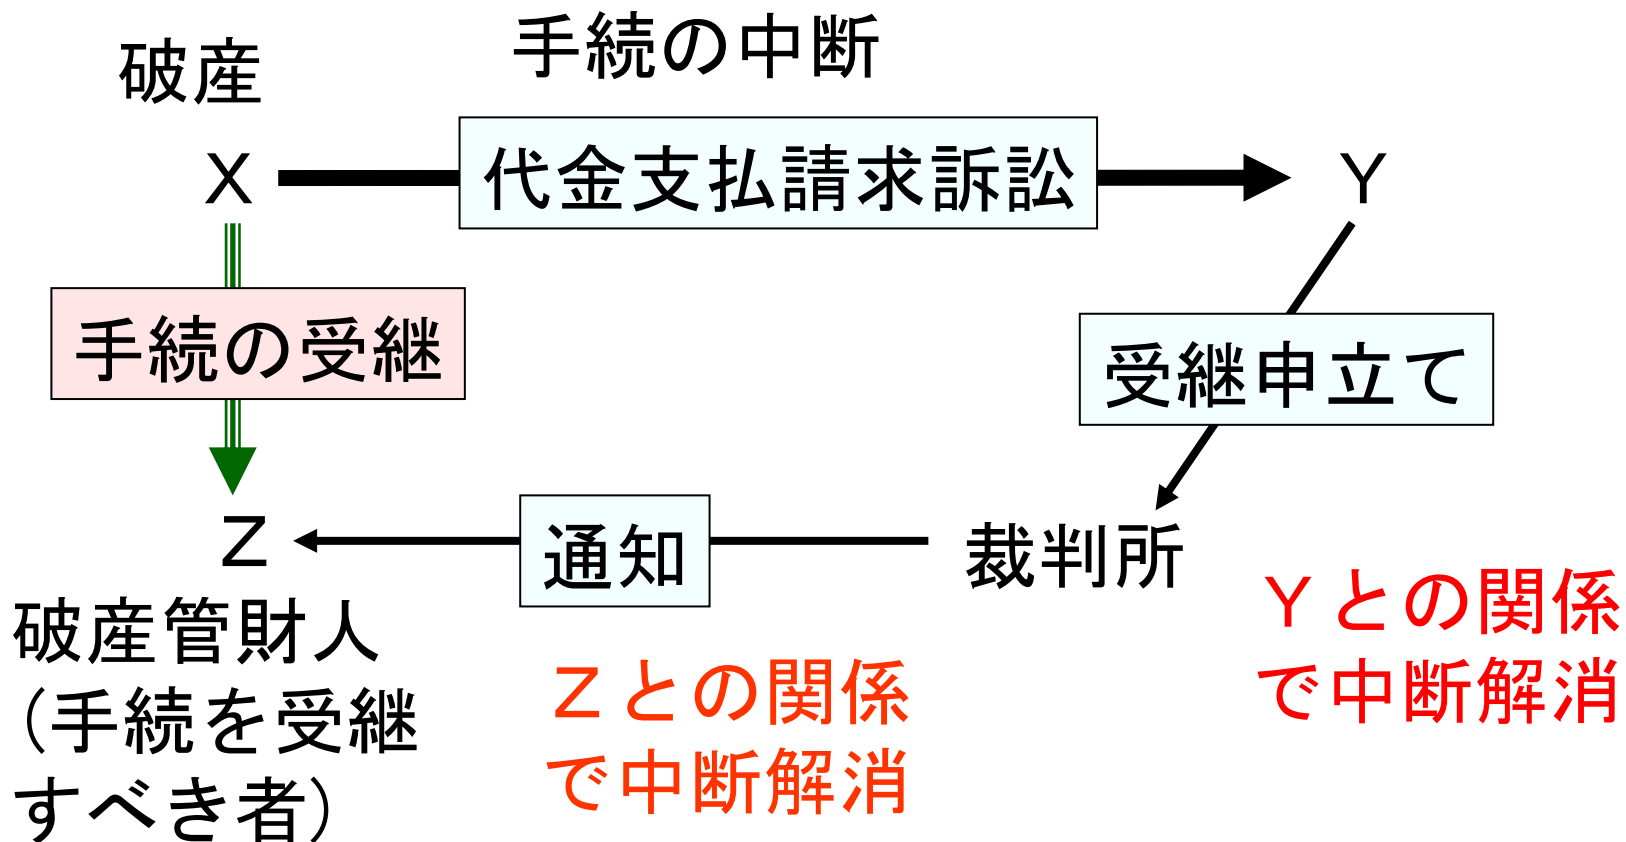 手続の中断
破産
X
代金支払請求訴訟
Y
手続の受継
受継申立て
Z
通知
裁判所
破産管財人
（手続を受継
すべき者）
Zとの関係
で中断解消
Yとの関係
で中断解消